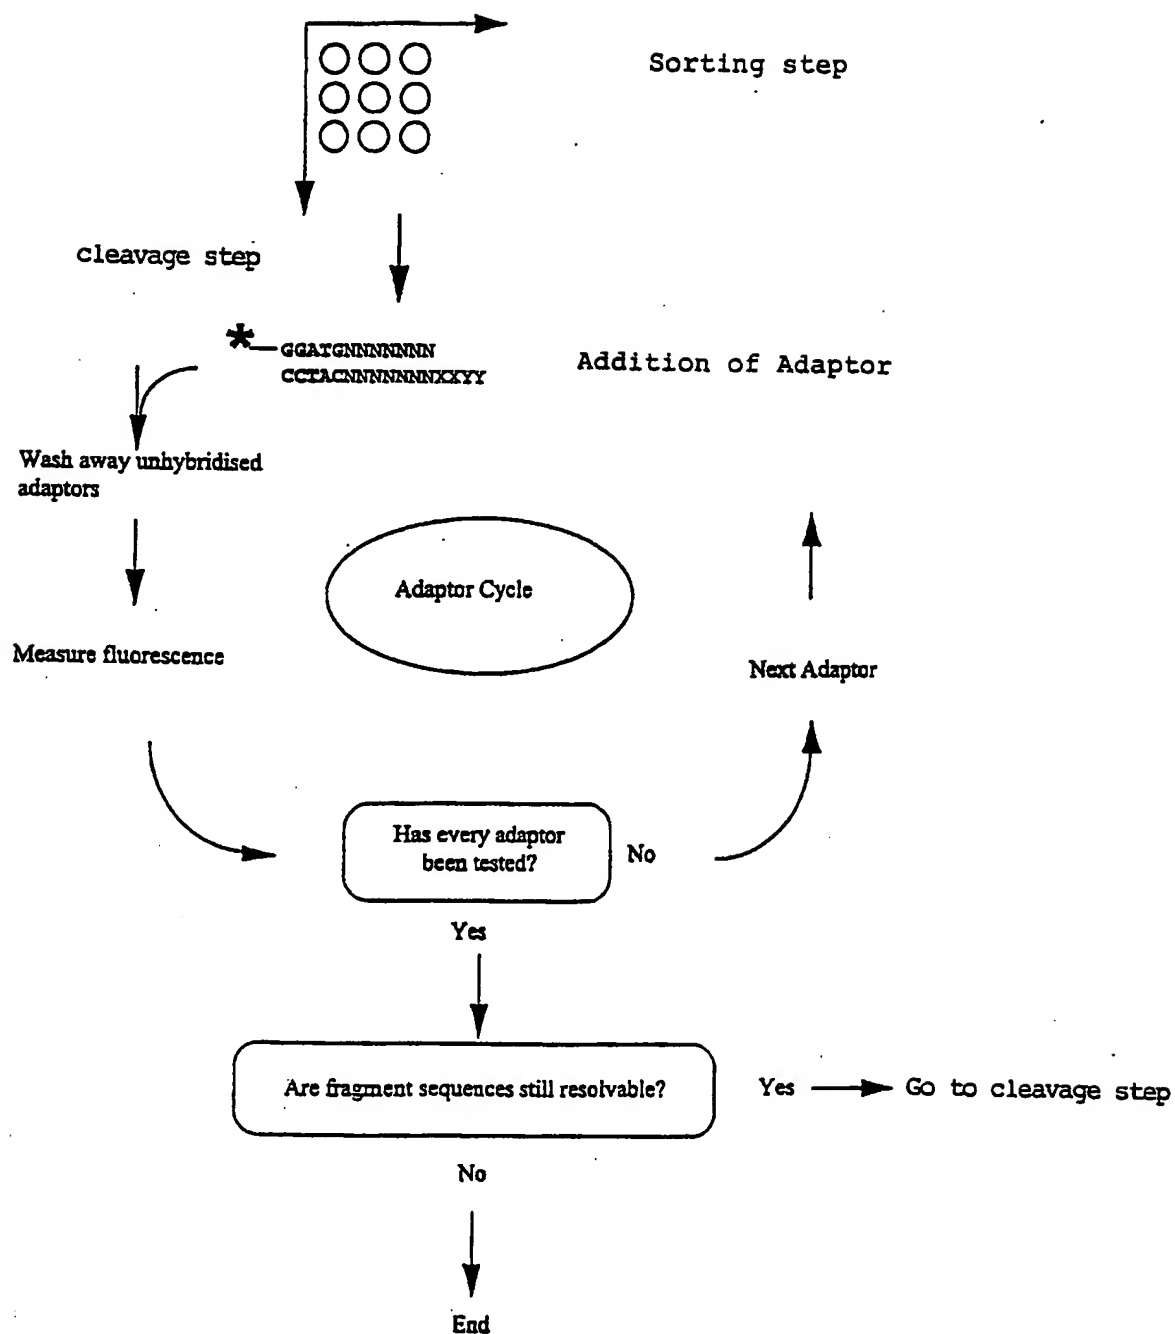 Sorting step
cleavage step
*—GGATGNNNNNNN
CCTACNNNNNNNXXYY
Addition of Adaptor
Wash away unhybridised
adaptors
Adaptor Cycle
Measure fluorescence
Next Adaptor
Has every adaptor
been tested?
No
Yes
Are fragment sequences still resolvable?
Yes
Go to cleavage step
No
End